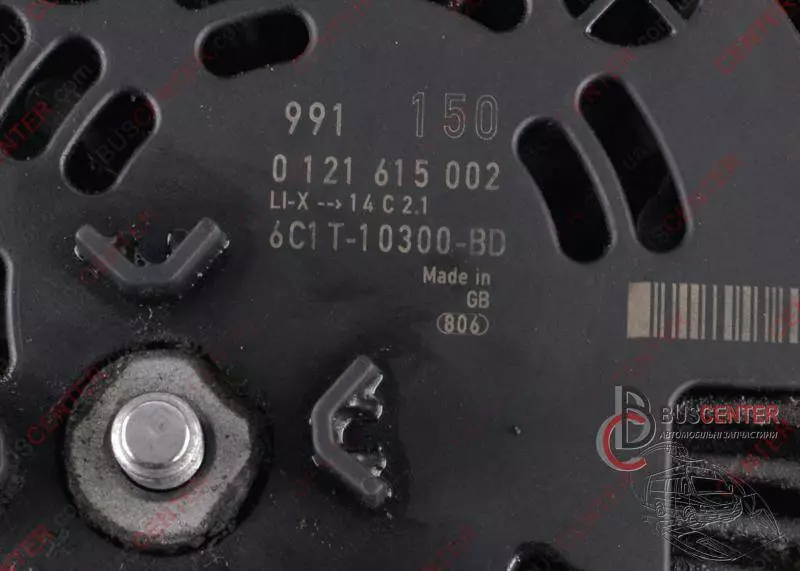 991 150
0 121 615 002
LI-X --> 14 C 2.1
6C1T-10300-BD
Made in
GB
806
BUSCENTER
АВТОМОБІЛЬНІ ЗАПЧАСТИНИ